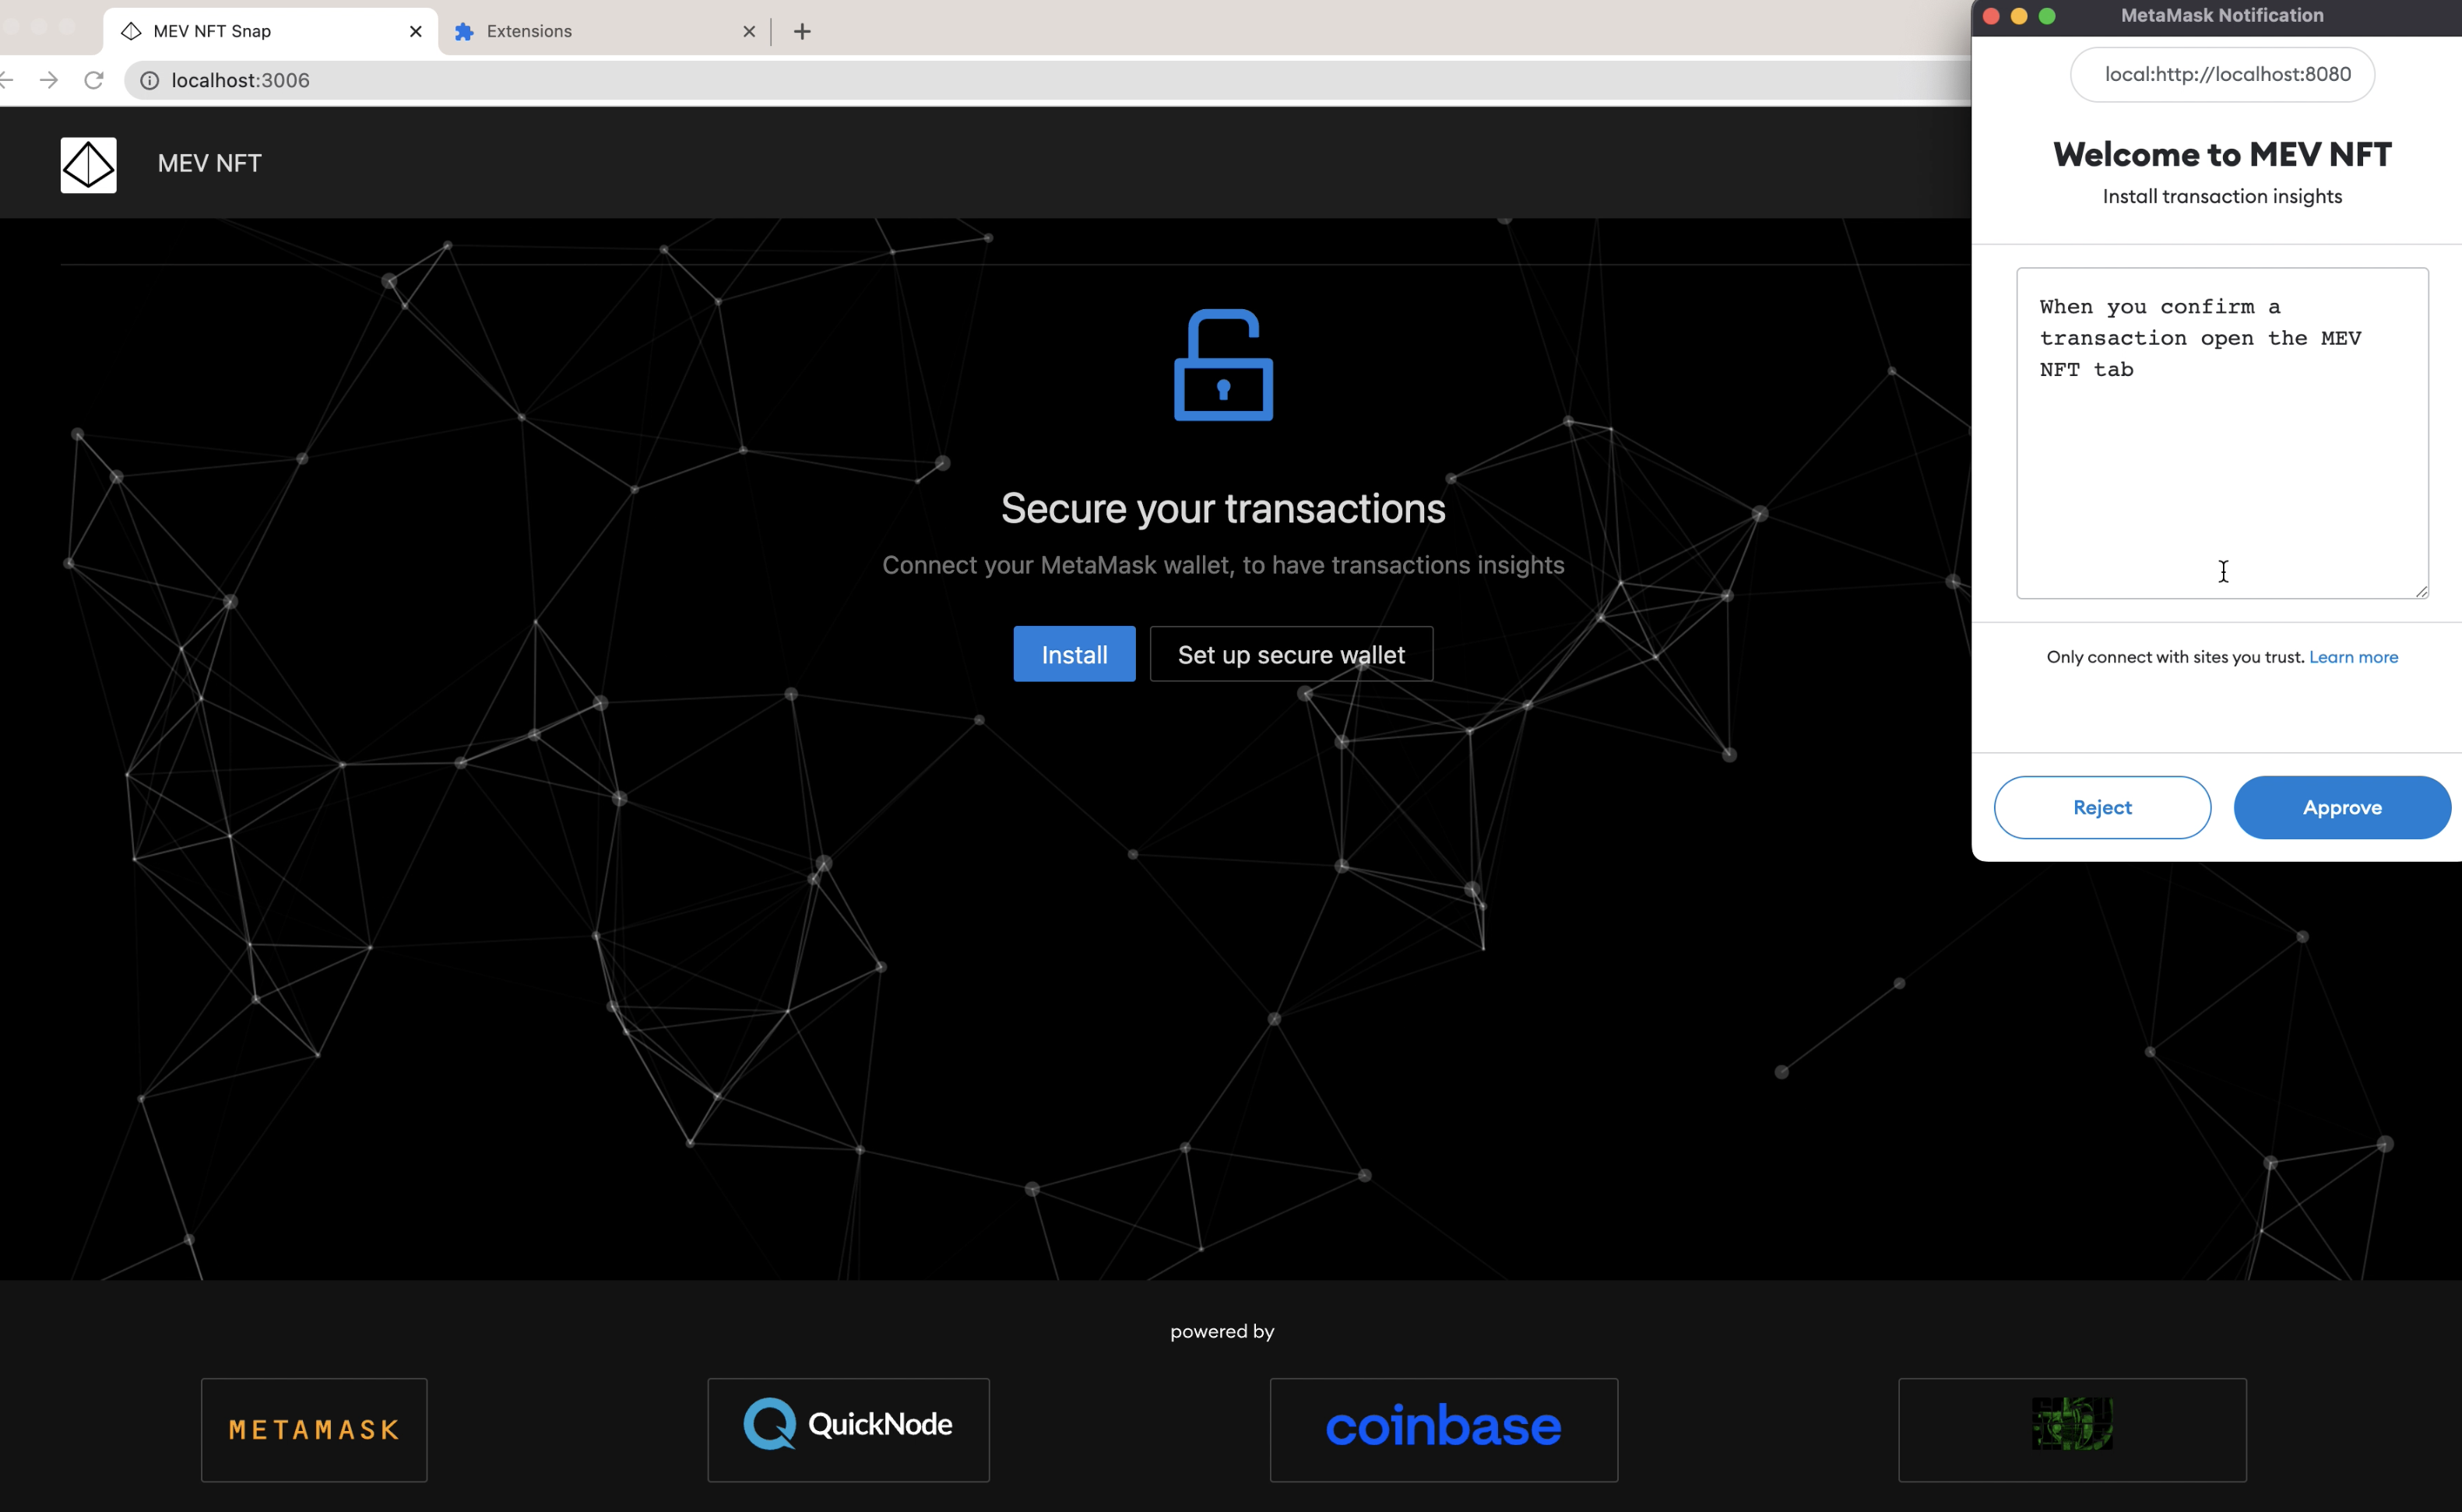 MEV NFT Snap
Extensions
localhost:3006
MEV NFT
Secure your transactions
Connect your MetaMask wallet, to have transactions insights
Install
Set up secure wallet
MetaMask Notification
local:http://localhost:8080
Welcome to MEV NFT
Install transaction insights
When you confirm a
transaction open the MEV
NFT tab
Only connect with sites you trust. Learn more
Reject
Approve
powered by
METAMASK
QuickNode
coinbase